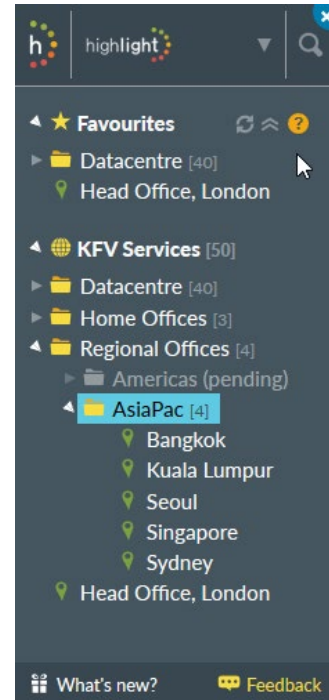 h highlight
Favourites ?
Datacentre [40]
Head Office, London
KFV Services [50]
Datacentre [40]
Home Offices [3]
Regional Offices [4]
Americas (pending)
AsiaPac [4]
Bangkok
Kuala Lumpur
Seoul
Singapore
Sydney
Head Office, London
What's new? Feedback